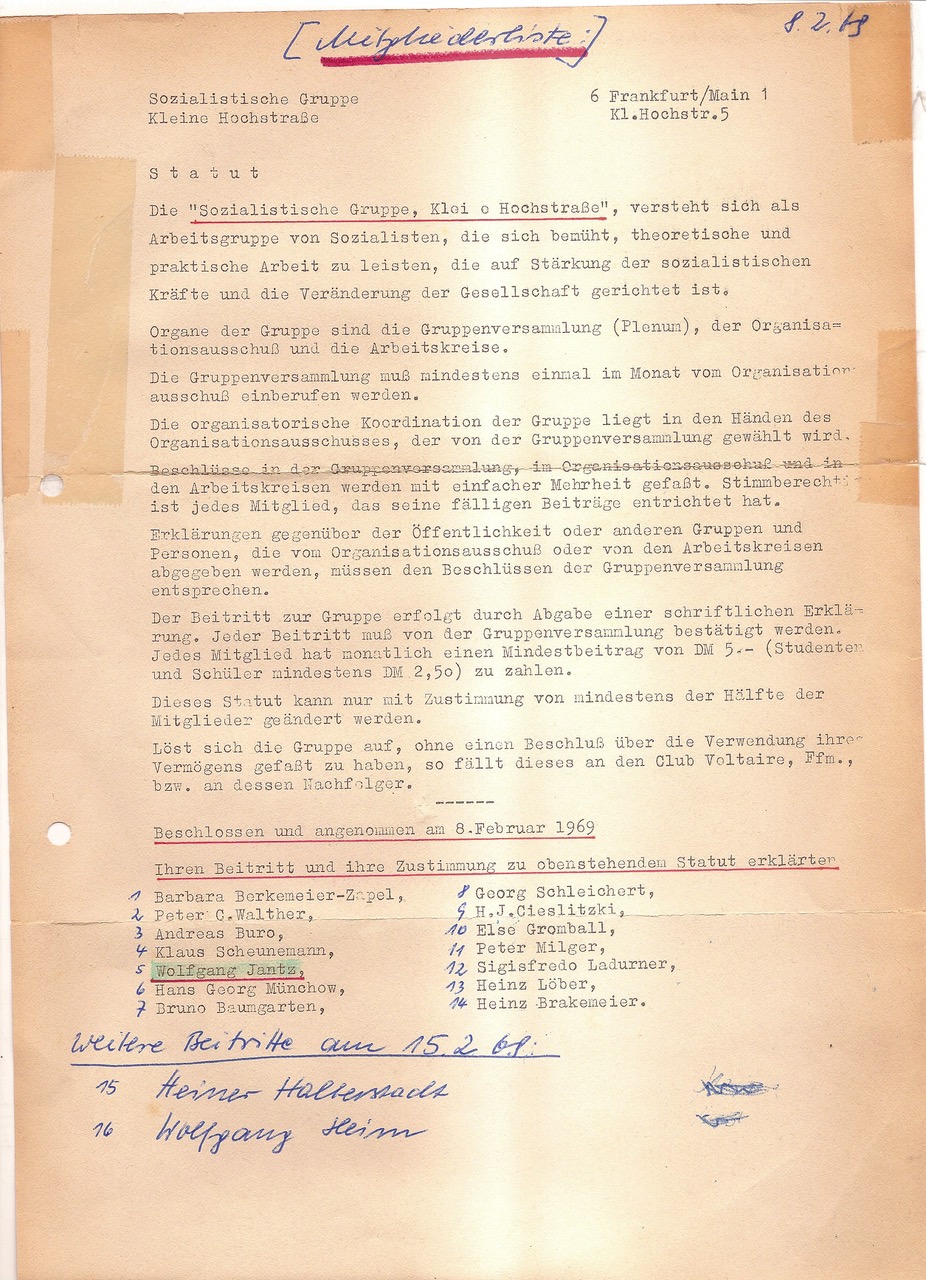 [Mitgliederliste:]
8.2.69
Sozialistische Gruppe
Kleine Hochstraße
6 Frankfurt/Main 1
Kl.Hochstr.5
S t a t u t
Die "Sozialistische Gruppe, Klei e Hochstraße", versteht sich als
Arbeitsgruppe von Sozialisten, die sich bemüht, theoretische und
praktische Arbeit zu leisten, die auf Stärkung der sozialistischen
Kräfte und die Veränderung der Gesellschaft gerichtet ist.
Organe der Gruppe sind die Gruppenversammlung (Plenum), der Organisa=
tionsausschuß und die Arbeitskreise.
Die Gruppenversammlung muß mindestens einmal im Monat vom Organisation
ausschuß einberufen werden.
Die organisatorische Koordination der Gruppe liegt in den Händen des
Organisationsausschusses, der von der Gruppenversammlung gewählt wird.
Beschlüsse in der Gruppenversammlung, im Organisationsausschuß und in
den Arbeitskreisen werden mit einfacher Mehrheit gefaßt. Stimmberechti
ist jedes Mitglied, das seine fälligen Beiträge entrichtet hat.
Erklärungen gegenüber der Öffentlichkeit oder anderen Gruppen und
Personen, die vom Organisationsausschuß oder von den Arbeitskreisen
abgegeben werden, müssen den Beschlüssen der Gruppenversammlung
entsprechen.
Der Beitritt zur Gruppe erfolgt durch Abgabe einer schriftlichen Erklä=
rung. Jeder Beitritt muß von der Gruppenversammlung bestätigt werden.
Jedes Mitglied hat monatlich einen Mindestbeitrag von DM 5.- (Studenten
und Schüler mindestens DM 2,5o) zu zahlen.
Dieses Statut kann nur mit Zustimmung von mindestens der Hälfte der
Mitglieder geändert werden.
Löst sich die Gruppe auf, ohne einen Beschluß über die Verwendung ihres
Vermögens gefaßt zu haben, so fällt dieses an den Club Voltaire, Ffm.,
bzw. an dessen Nachfolger.
------
Beschlossen und angenommen am 8.Februar 1969
Ihren Beitritt und ihre Zustimmung zu obenstehendem Statut erklärten
1 Barbara Berkemeier-Zapel,
2 Peter C.Walther,
3 Andreas Buro,
4 Klaus Scheunemann,
5 Wolfgang Jantz,
6 Hans Georg Münchow,
7 Bruno Baumgarten,
8 Georg Schleichert,
9 H.J.Cieslitzki,
10 Else Gromball,
11 Peter Milger,
12 Sigisfredo Ladurner,
13 Heinz Löber,
14 Heinz Brakemeier.
Weitere Beitritte am 15.2.69:
15 Heiner Halberstadt
16 Wolfgang Heim